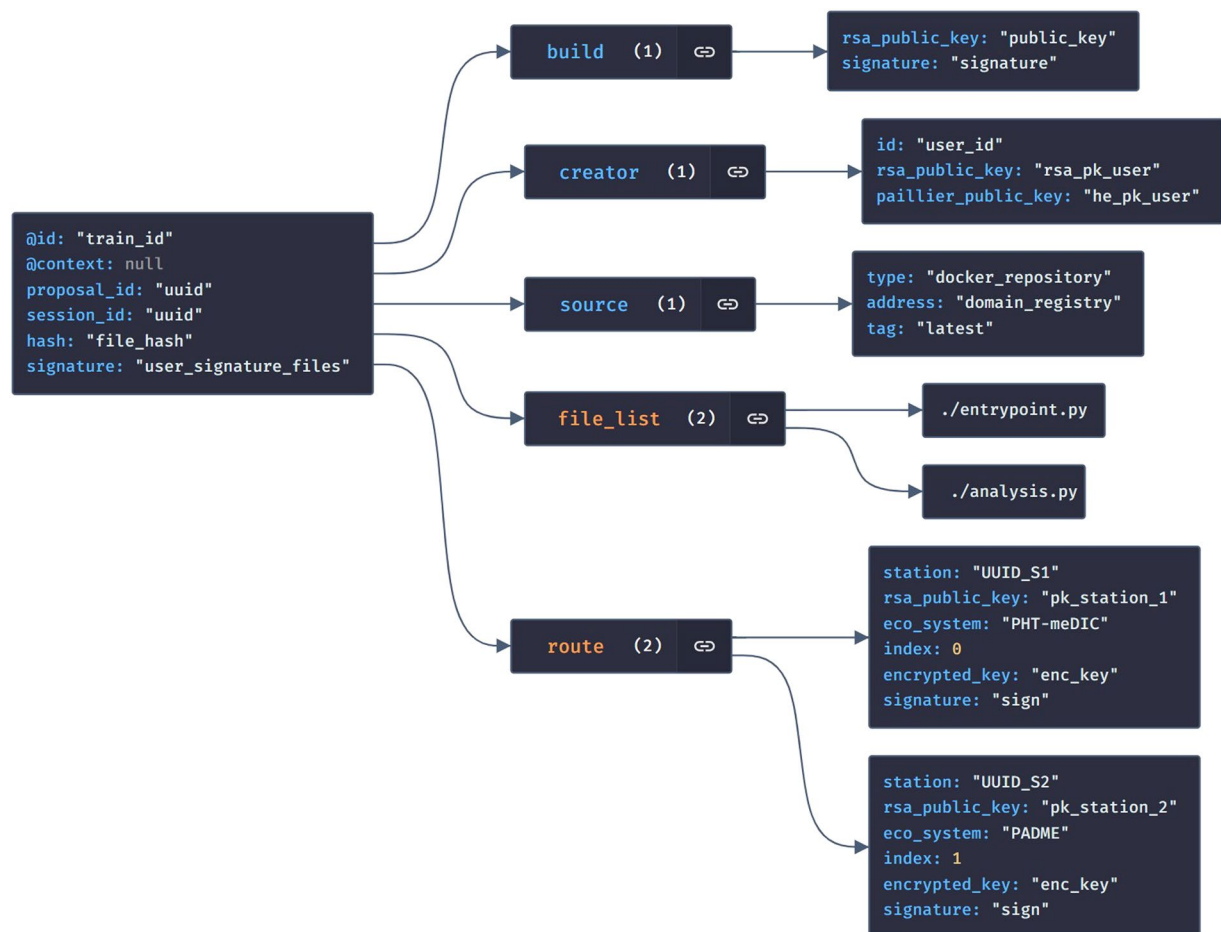 build (1)
rsa_public_key: "public_key"
signature: "signature"
creator (1)
id: "user_id"
rsa_public_key: "rsa_pk_user"
paillier_public_key: "he_pk_user"
@id: "train_id"
@context: null
proposal_id: "uuid"
session_id: "uuid"
hash: "file_hash"
signature: "user_signature_files"
source (1)
type: "docker_repository"
address: "domain_registry"
tag: "latest"
file_list (2)
./entrypoint.py
./analysis.py
route (2)
station: "UUID_S1"
rsa_public_key: "pk_station_1"
eco_system: "PHT-meDIC"
index: 0
encrypted_key: "enc_key"
signature: "sign"
station: "UUID_S2"
rsa_public_key: "pk_station_2"
eco_system: "PADME"
index: 1
encrypted_key: "enc_key"
signature: "sign"